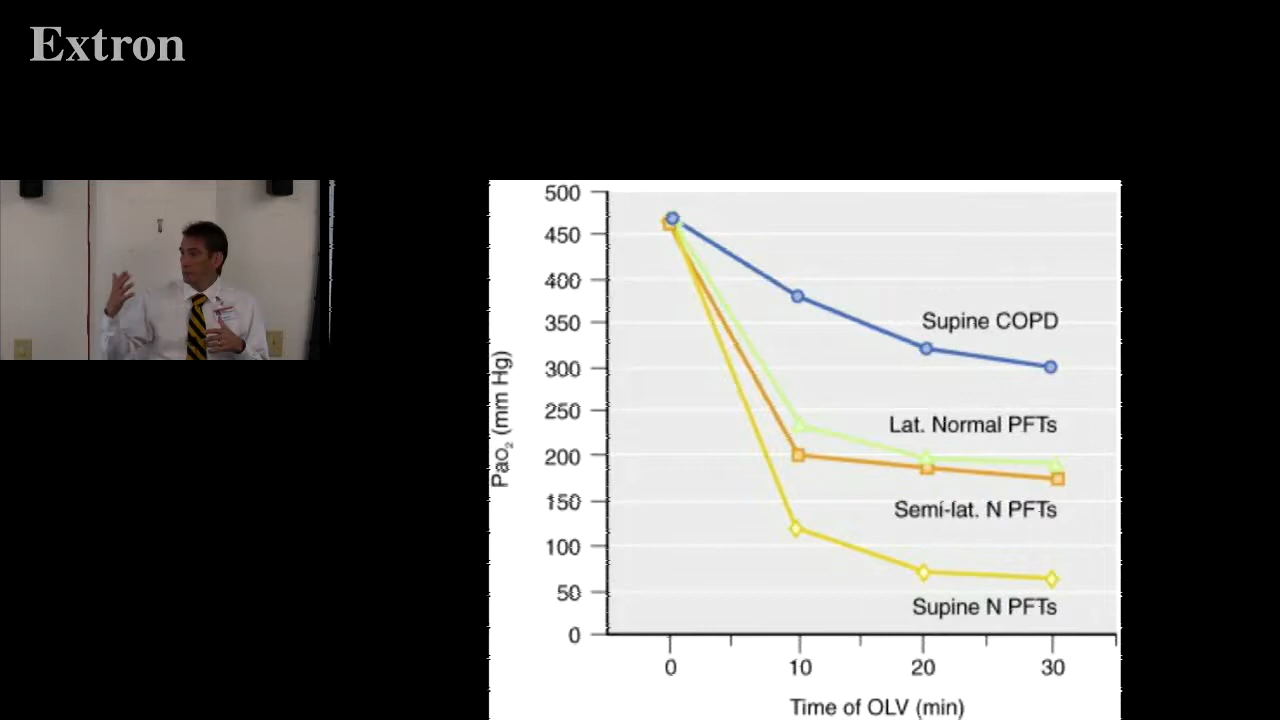 Extron
500
450
400
350
300
250
200
150
100
50
0
PaO₂ (mm Hg)
Supine COPD
Lat. Normal PFTs
Semi-lat. N PFTs
Supine N PFTs
0 10 20 30
Time of OLV (min)